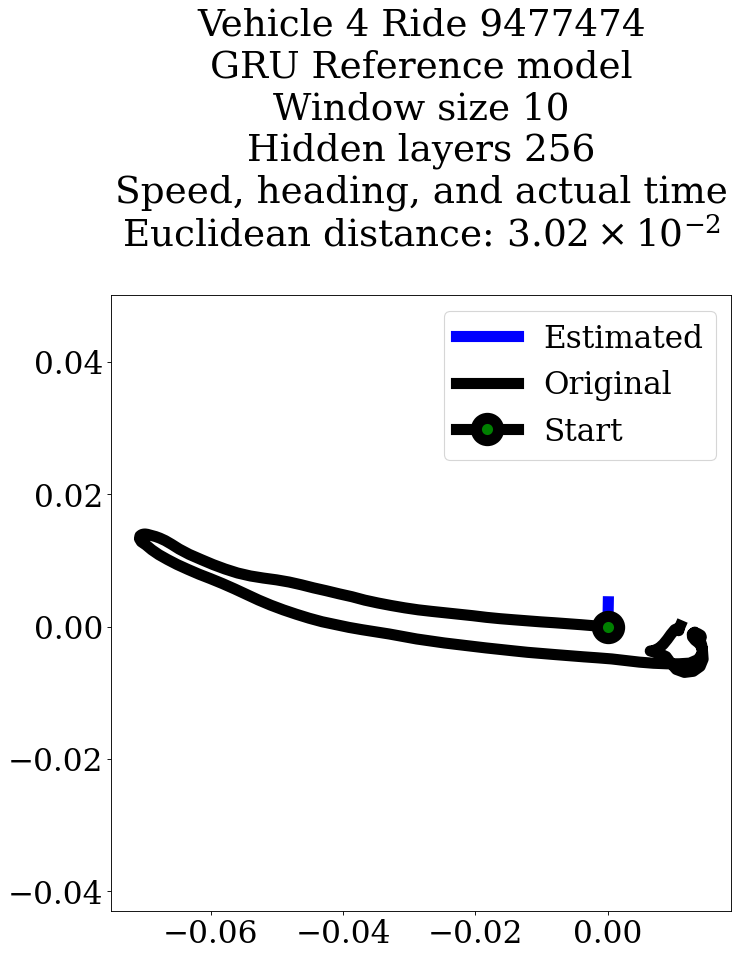 Vehicle 4 Ride 9477474
GRU Reference model
Window size 10
Hidden layers 256
Speed, heading, and actual time
Euclidean distance: 3.02 × 10⁻²
Estimated
Original
Start
0.04
0.02
0.00
−0.02
−0.04
−0.06
−0.04
−0.02
0.00